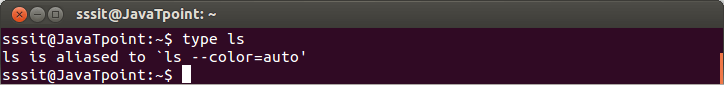 sssit@JavaTpoint: ~
sssit@JavaTpoint:~$ type ls
ls is aliased to `ls --color=auto'
sssit@JavaTpoint:~$